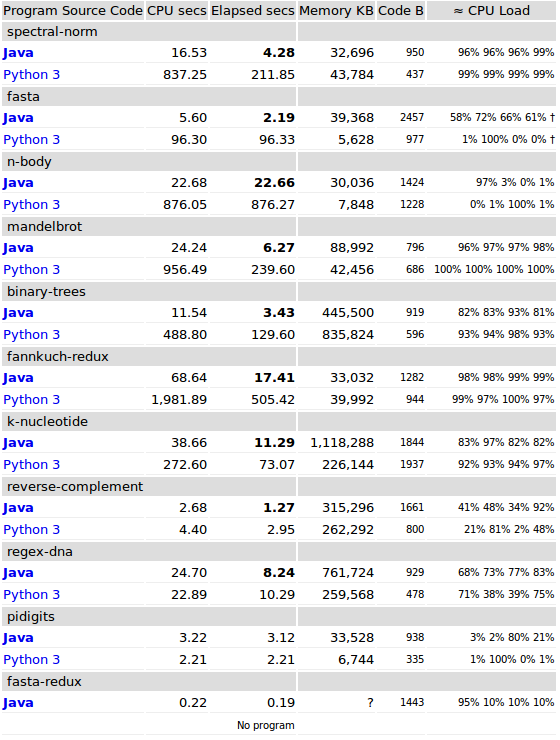 Program Source Code CPU secs Elapsed secs Memory KB Code B ≈ CPU Load
spectral-norm
Java 16.53 4.28 32,696 950 96% 96% 96% 99%
Python 3 837.25 211.85 43,784 437 99% 99% 99% 99%
fasta
Java 5.60 2.19 39,368 2457 58% 72% 66% 61% †
Python 3 96.30 96.33 5,628 977 1% 100% 0% 0% †
n-body
Java 22.68 22.66 30,036 1424 97% 3% 0% 1%
Python 3 876.05 876.27 7,848 1228 0% 1% 100% 1%
mandelbrot
Java 24.24 6.27 88,992 796 96% 97% 97% 98%
Python 3 956.49 239.60 42,456 686 100% 100% 100% 100%
binary-trees
Java 11.54 3.43 445,500 919 82% 83% 93% 81%
Python 3 488.80 129.60 835,824 596 93% 94% 98% 93%
fannkuch-redux
Java 68.64 17.41 33,032 1282 98% 98% 99% 99%
Python 3 1,981.89 505.42 39,992 944 99% 97% 100% 97%
k-nucleotide
Java 38.66 11.29 1,118,288 1844 83% 97% 82% 82%
Python 3 272.60 73.07 226,144 1937 92% 93% 94% 97%
reverse-complement
Java 2.68 1.27 315,296 1661 41% 48% 34% 92%
Python 3 4.40 2.95 262,292 800 21% 81% 2% 48%
regex-dna
Java 24.70 8.24 761,724 929 68% 73% 77% 83%
Python 3 22.89 10.29 259,568 478 71% 38% 39% 75%
pidigits
Java 3.22 3.12 33,528 938 3% 2% 80% 21%
Python 3 2.21 2.21 6,744 335 1% 100% 0% 1%
fasta-redux
Java 0.22 0.19 ? 1443 95% 10% 10% 10%
No program